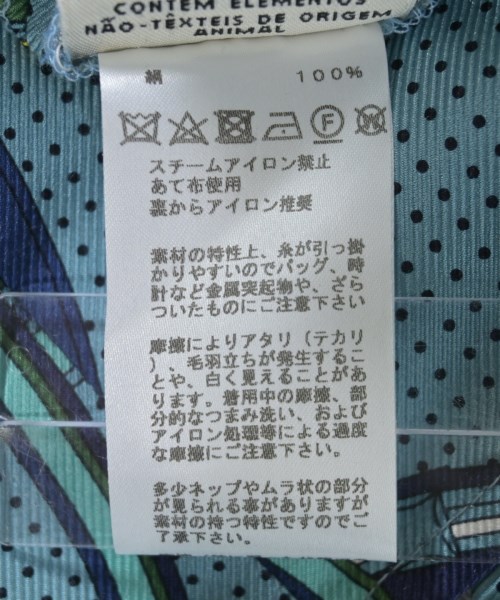 CONTÉM ELEMENTOS
NÃO-TÊXTEIS DE ORIGEM
ANIMAL
絹 100%
F
W
スチームアイロン禁止
あて布使用
裏からアイロン推奨
素材の特性上、糸が引っ掛
かりやすいのでバッグ、時
計など金属突起物や、ざら
ついたものにご注意下さい
摩擦によりアタリ（テカリ
）、毛羽立ちが発生するこ
とや、白く見えることがあ
ります。着用中の摩擦、部
分的なつまみ洗い、および
アイロン処理等による過度
な摩擦にご注意下さい。
多少ネップやムラ状の部分
が見られる事がありますが
素材の持つ特性ですのでご
了承下さい。